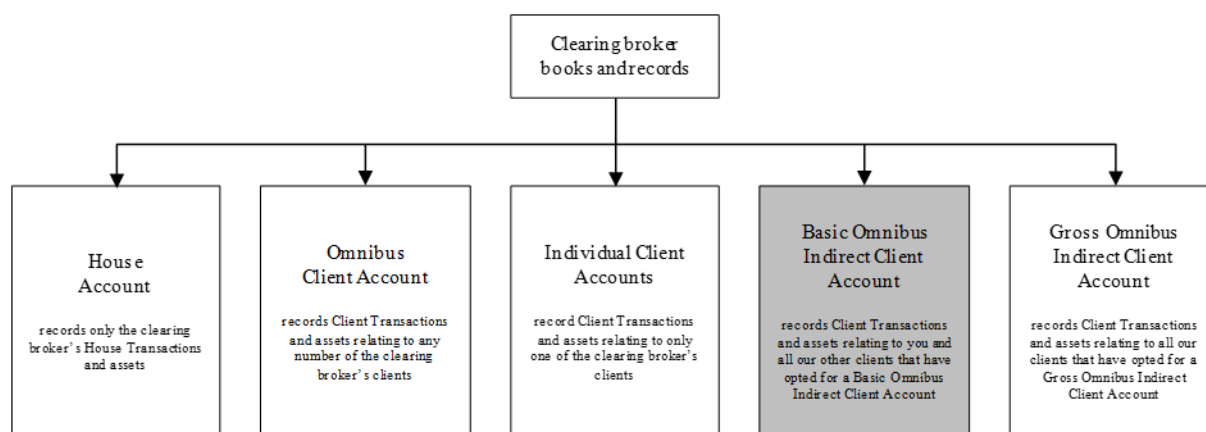 Clearing broker
books and records
House
Account
records only the clearing
broker's House Transactions
and assets
Omnibus
Client Account
records Client Transactions
and assets relating to any
number of the clearing
broker's clients
Individual Client
Accounts
record Client Transactions
and assets relating to only
one of the clearing broker's
clients
Basic Omnibus
Indirect Client
Account
records Client Transactions
and assets relating to you and
all our other clients that have
opted for a Basic Omnibus
Indirect Client Account
Gross Omnibus
Indirect Client
Account
records Client Transactions
and assets relating to all our
clients that have opted for a
Gross Omnibus Indirect
Client Account